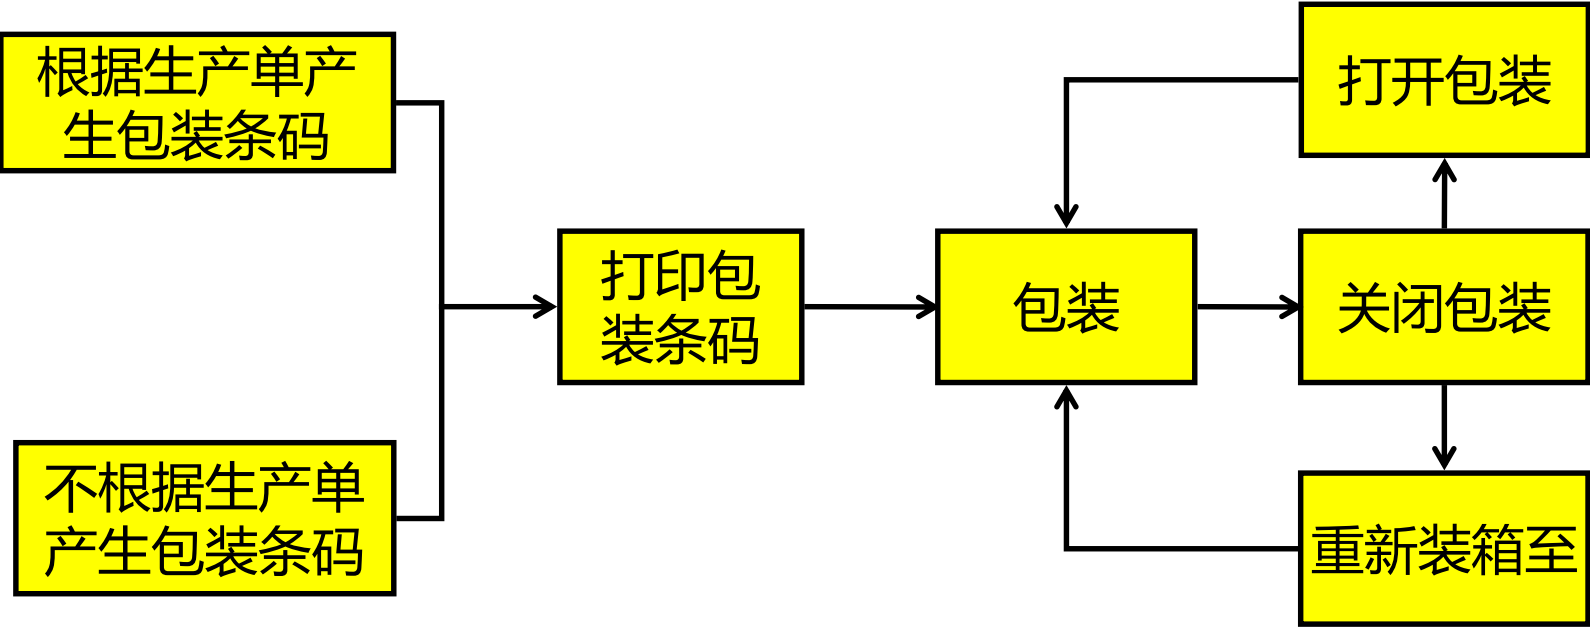 根据生产单产
生包装条码
不根据生产单
产生包装条码
打印包
装条码
包装
打开包装
关闭包装
重新装箱至